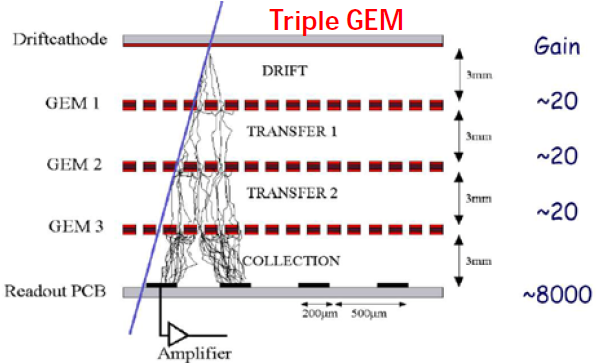 Triple GEM
Driftcathode
Gain
DRIFT
3mm
GEM 1
~20
TRANSFER 1
3mm
GEM 2
~20
TRANSFER 2
3mm
GEM 3
~20
COLLECTION
3mm
Readout PCB
~8000
200µm
500µm
Amplifier